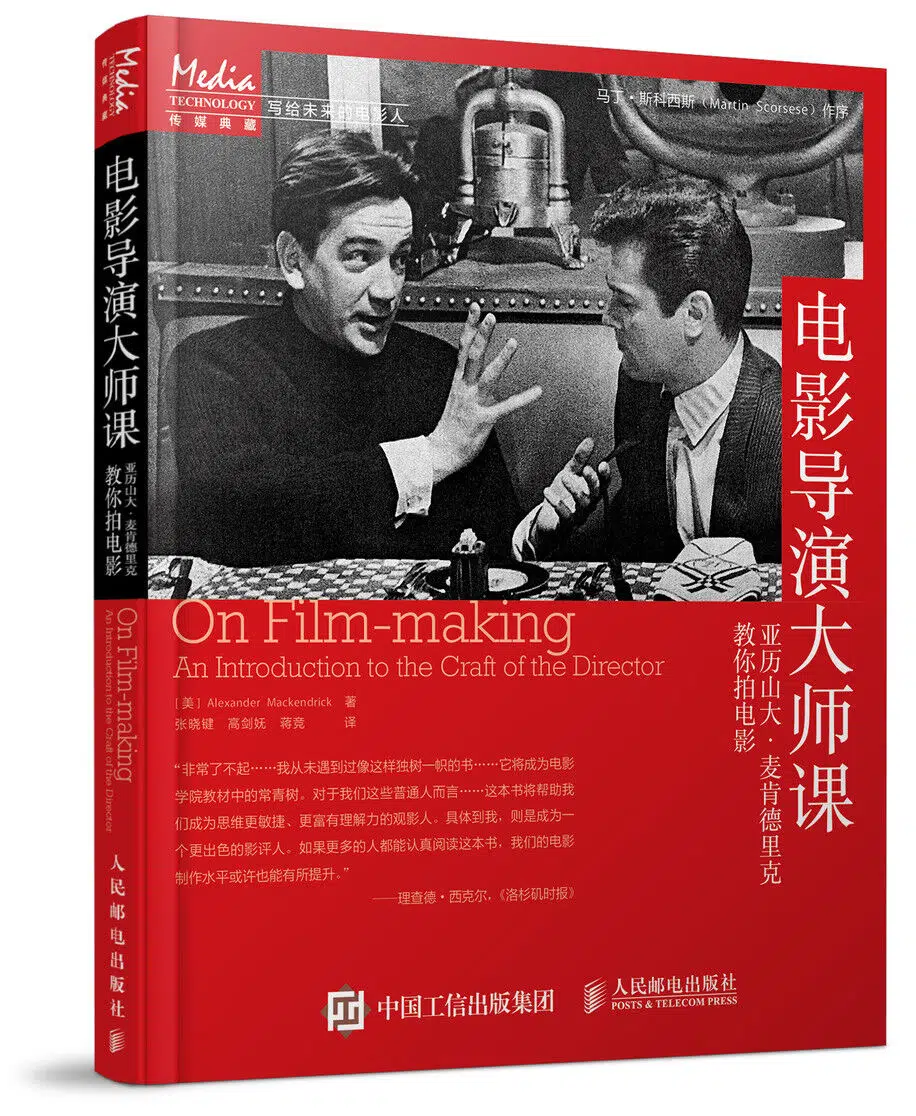 Media
TECHNOLOGY
传媒典藏
电影导演大师课
亚历山大·麦肯德里克
教你拍电影
On Film-making
An Introduction to the Craft of the Director
人民邮电出版社
Media
TECHNOLOGY
传媒典藏
写给未来的电影人
马丁·斯科西斯（Martin Scorsese）作序
电影导演大师课
亚历山大·麦肯德里克
教你拍电影
On Film-making
An Introduction to the Craft of the Director
［美］Alexander Mackendrick 著
张晓键 高剑妩 蒋竞 译
“非常了不起……我从未遇到过像这样独树一帜的书……它将成为电影
学院教材中的常青树。对于我们这些普通人而言……这本书将帮助我
们成为思维更敏捷、更富有理解力的观影人。具体到我，则是成为一
个更出色的影评人。如果更多的人都能认真阅读这本书，我们的电影
制作水平或许也能有所提升。”
——理查德·西克尔，《洛杉矶时报》
中国工信出版集团
人民邮电出版社
POSTS & TELECOM PRESS